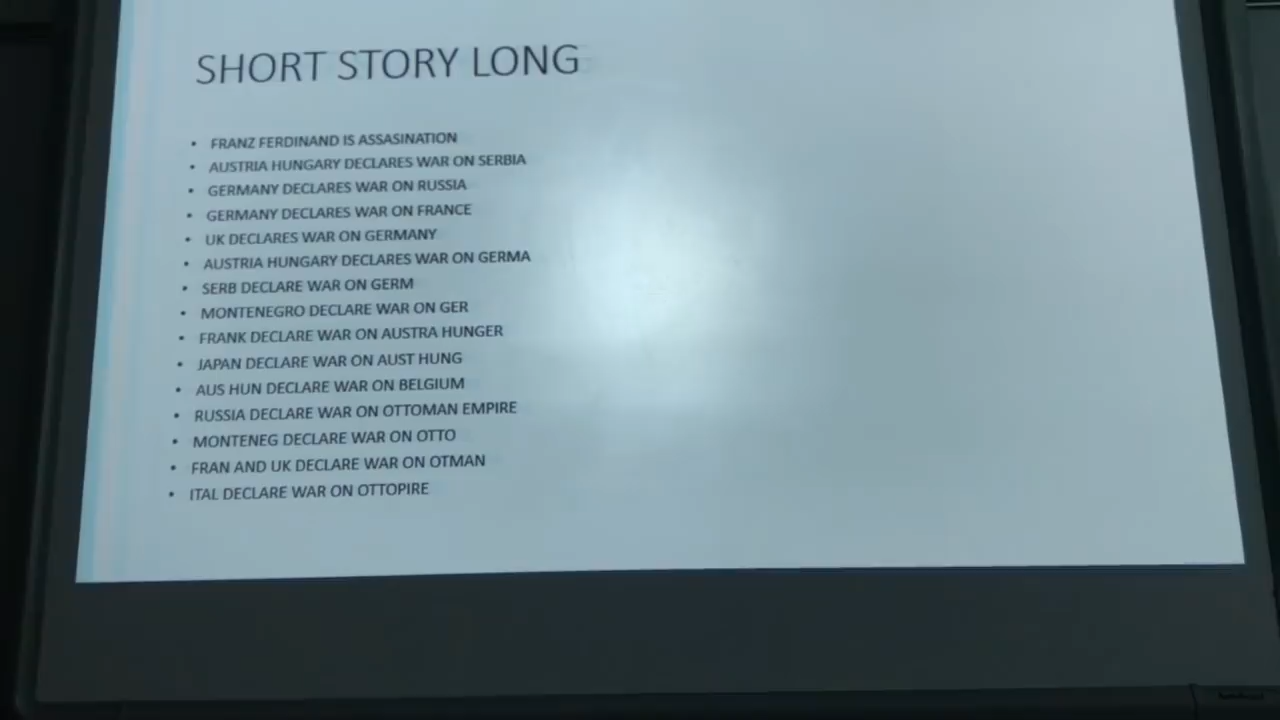 SHORT STORY LONG
• FRANZ FERDINAND IS ASSASINATION
• AUSTRIA HUNGARY DECLARES WAR ON SERBIA
• GERMANY DECLARES WAR ON RUSSIA
• GERMANY DECLARES WAR ON FRANCE
• UK DECLARES WAR ON GERMANY
• AUSTRIA HUNGARY DECLARES WAR ON GERMA
• SERB DECLARE WAR ON GERM
• MONTENEGRO DECLARE WAR ON GER
• FRANK DECLARE WAR ON AUSTRA HUNGER
• JAPAN DECLARE WAR ON AUST HUNG
• AUS HUN DECLARE WAR ON BELGIUM
• RUSSIA DECLARE WAR ON OTTOMAN EMPIRE
• MONTENEG DECLARE WAR ON OTTO
• FRAN AND UK DECLARE WAR ON OTMAN
• ITAL DECLARE WAR ON OTTOPIRE